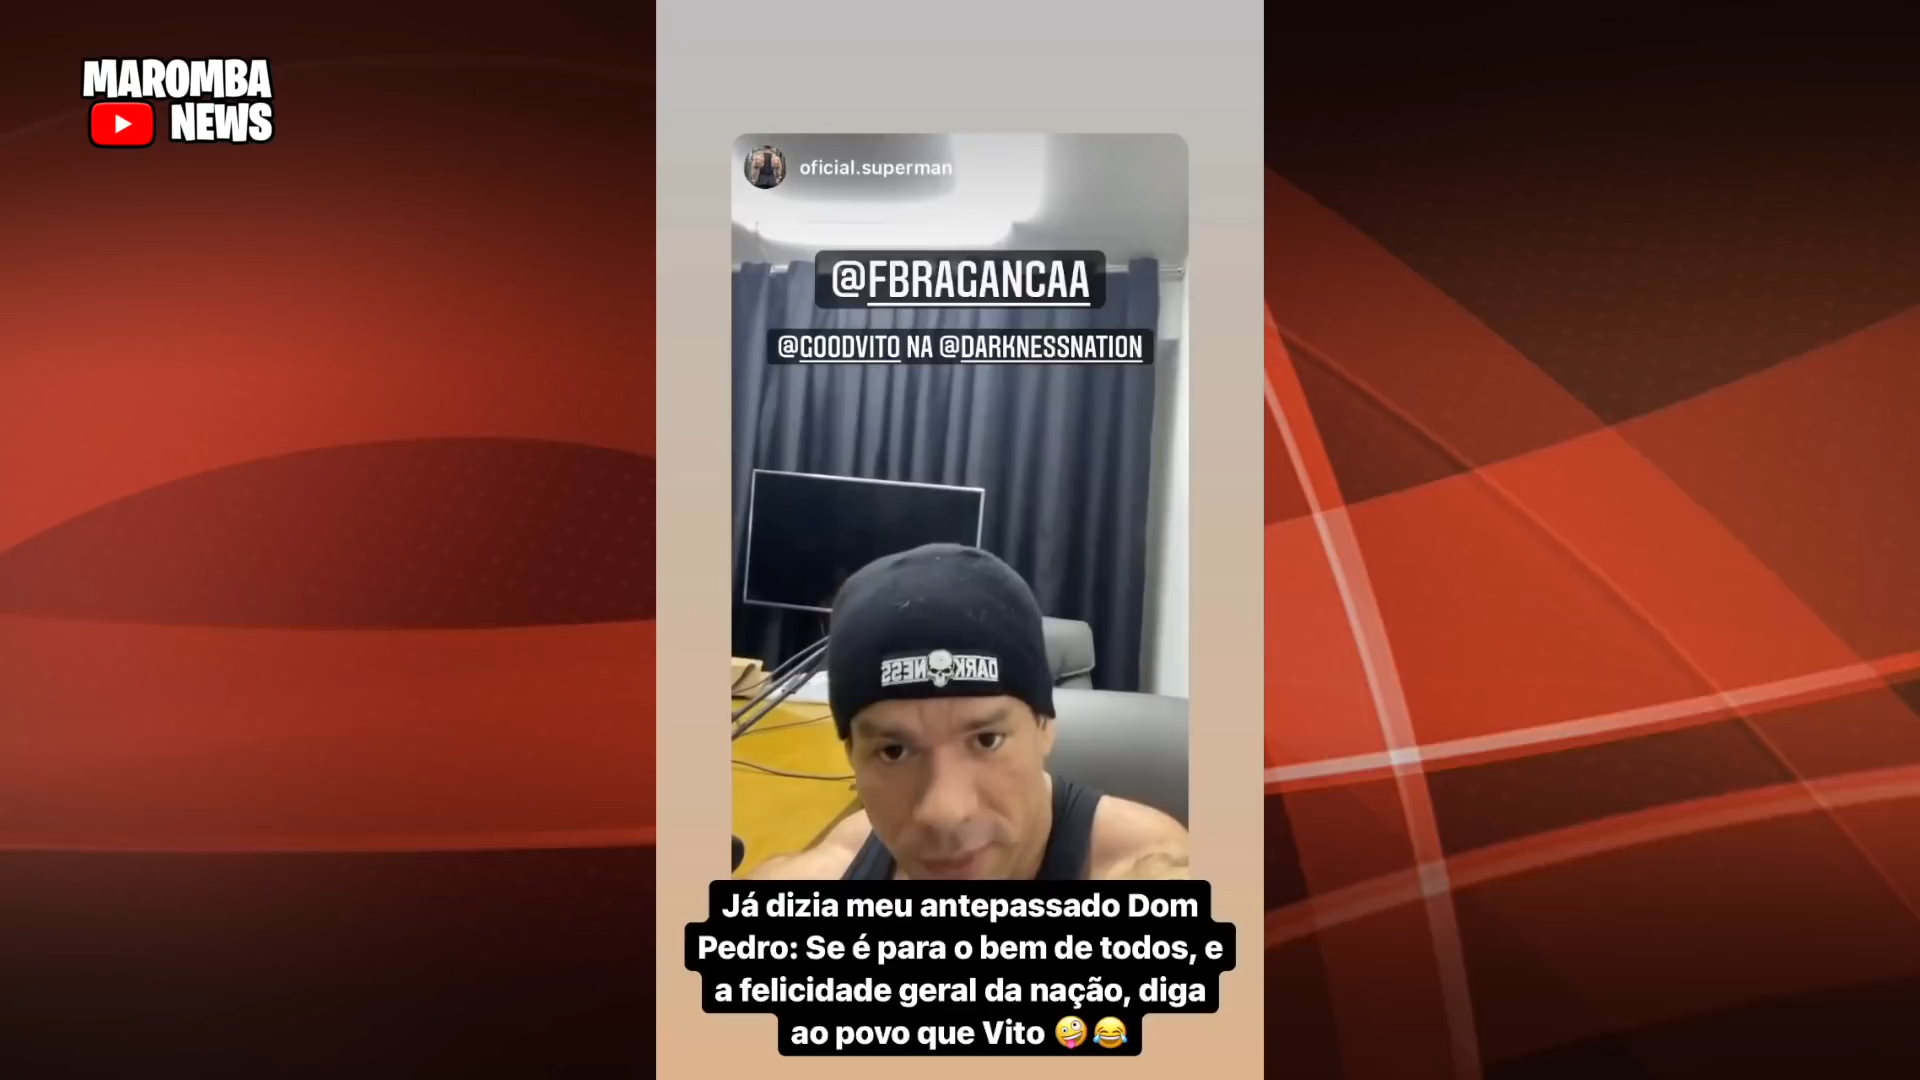 MAROMBA
NEWS
oficial.superman
@FBRAGANCAA
@GOODVITO NA @DARKNESSNATION
DARKNESS
Já dizia meu antepassado Dom
Pedro: Se é para o bem de todos, e
a felicidade geral da nação, diga
ao povo que Vito 🤪😂